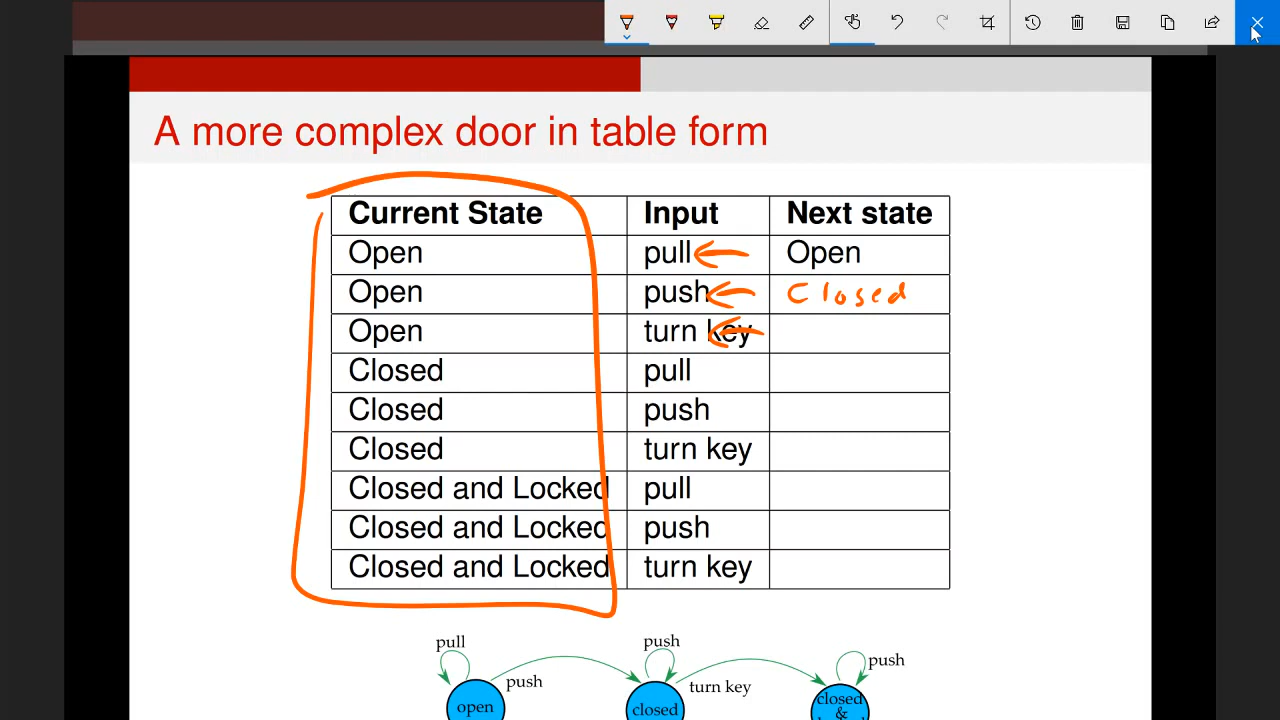 A more complex door in table form
Current State Input Next state
Open pull Open
Open push Closed
Open turn key
Closed pull
Closed push
Closed turn key
Closed and Locked pull
Closed and Locked push
Closed and Locked turn key
pull push
push push
turn key
open closed closed
&